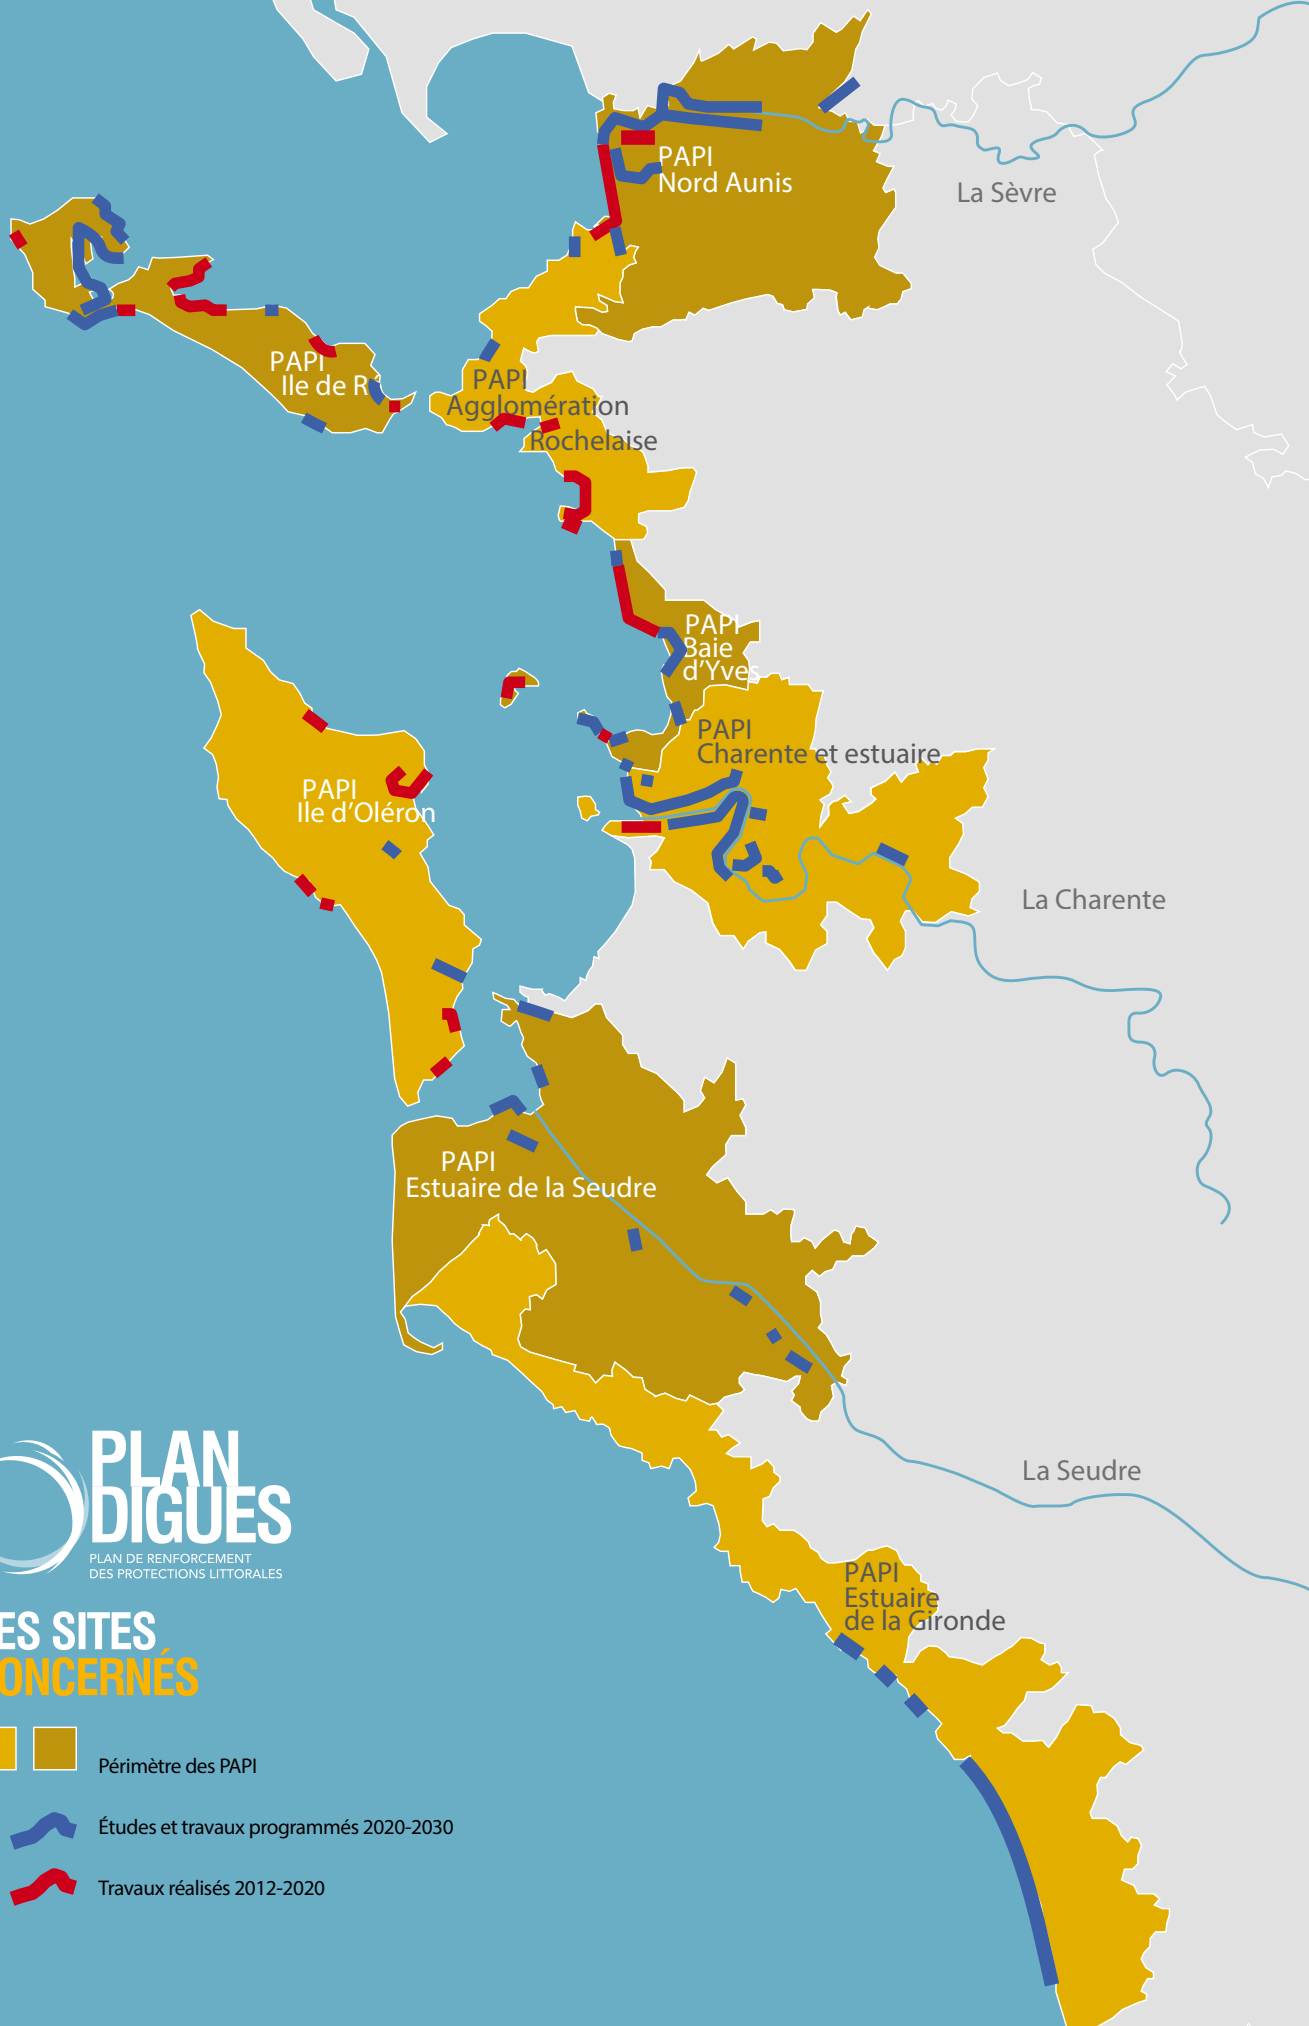 PAPI
Nord Aunis
La Sèvre
PAPI
Ile de R
PAPI
Agglomération
Rochelaise
PAPI
Baie
d'Yves
PAPI
Charente et estuaire
PAPI
Ile d'Oléron
La Charente
PAPI
Estuaire de la Seudre
La Seudre
PLAN
DIGUES
PLAN DE RENFORCEMENT
DES PROTECTIONS LITTORALES
PAPI
Estuaire
de la Gironde
ES SITES
ONCERNÉS
Périmètre des PAPI
Études et travaux programmés 2020-2030
Travaux réalisés 2012-2020